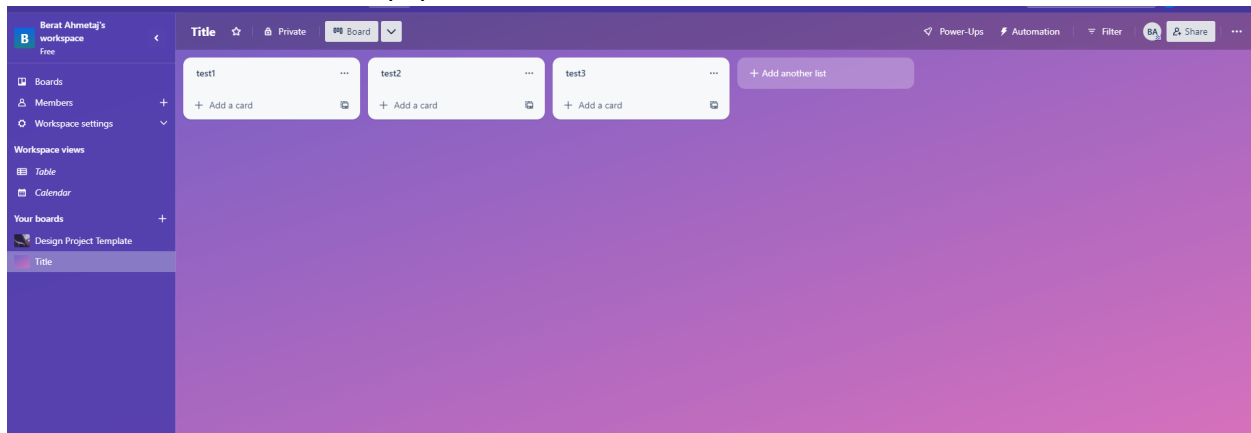 Berat Ahmetaj's
B workspace
Free
Title
Private
Board
Power-Ups
Automation
Filter
BA
Share
Boards
Members
Workspace settings
Workspace views
Table
Calendar
Your boards
Design Project Template
Title
test1
+ Add a card
test2
+ Add a card
test3
+ Add a card
+ Add another list